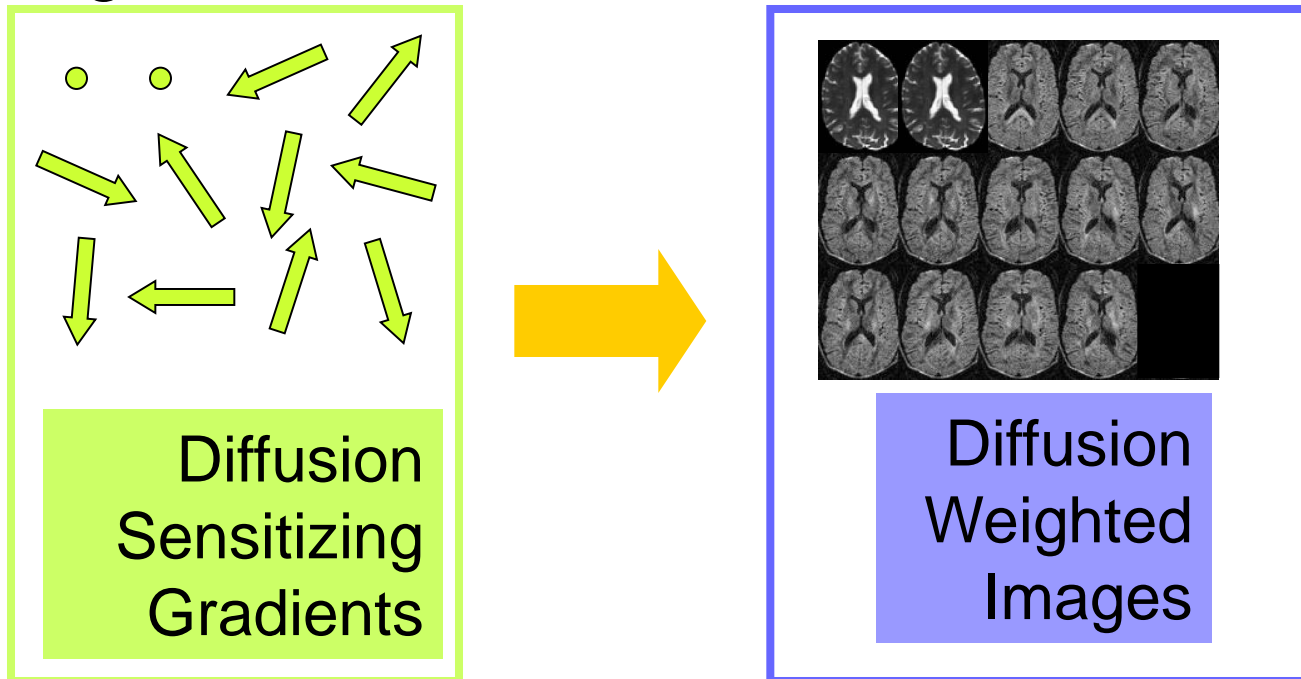 Diffusion
Sensitizing
Gradients
Diffusion
Weighted
Images